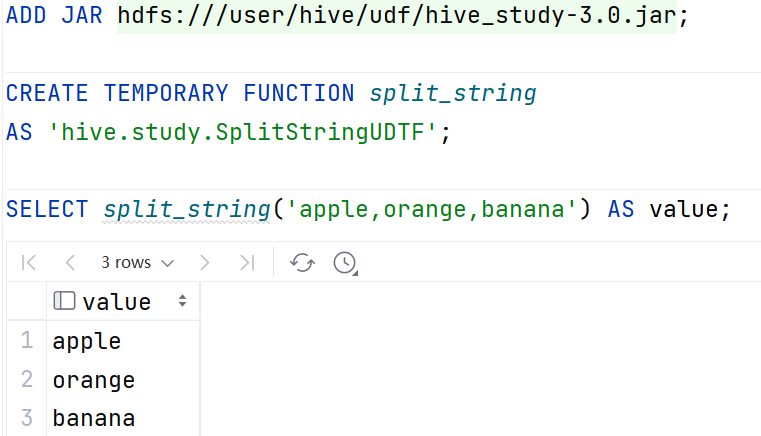 ADD JAR hdfs:///user/hive/udf/hive_study-3.0.jar;
CREATE TEMPORARY FUNCTION split_string
AS 'hive.study.SplitStringUDTF';
SELECT split_string('apple,orange,banana') AS value;
3 rows
value
1 apple
2 orange
3 banana